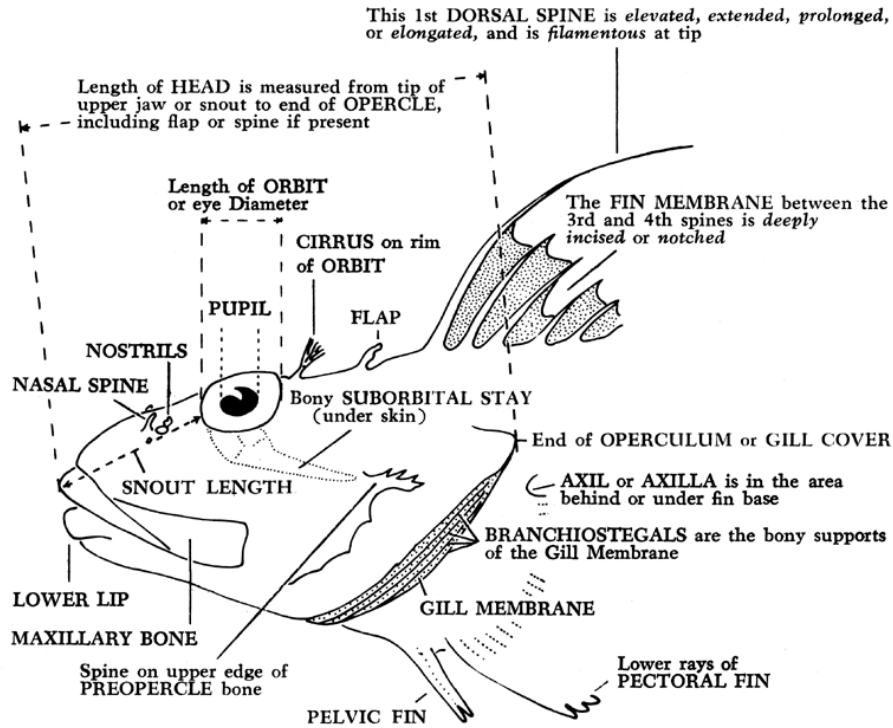 This 1st DORSAL SPINE is elevated, extended, prolonged,
or elongated, and is filamentous at tip
Length of HEAD is measured from tip of
upper jaw or snout to end of OPERCLE,
including flap or spine if present
Length of ORBIT
or eye Diameter
The FIN MEMBRANE between the
3rd and 4th spines is deeply
incised or notched
CIRRUS on rim
of ORBIT
PUPIL
FLAP
NOSTRILS
NASAL SPINE
Bony SUBORBITAL STAY
(under skin)
End of OPERCULUM or GILL COVER
SNOUT LENGTH
AXIL or AXILLA is in the area
behind or under fin base
BRANCHIOSTEGALS are the bony supports
of the Gill Membrane
LOWER LIP
GILL MEMBRANE
MAXILLARY BONE
Spine on upper edge of
PREOPERCLE bone
Lower rays of
PECTORAL FIN
PELVIC FIN